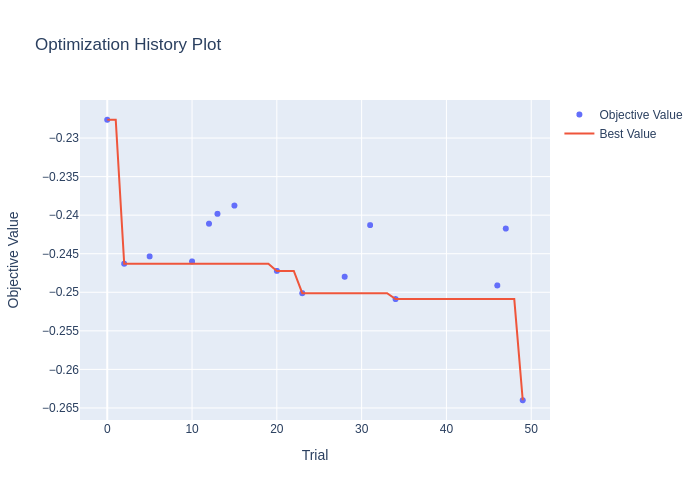 Optimization History Plot
Objective Value
Best Value
−0.23
−0.235
−0.24
−0.245
−0.25
−0.255
−0.26
−0.265
Objective Value
0 10 20 30 40 50
Trial